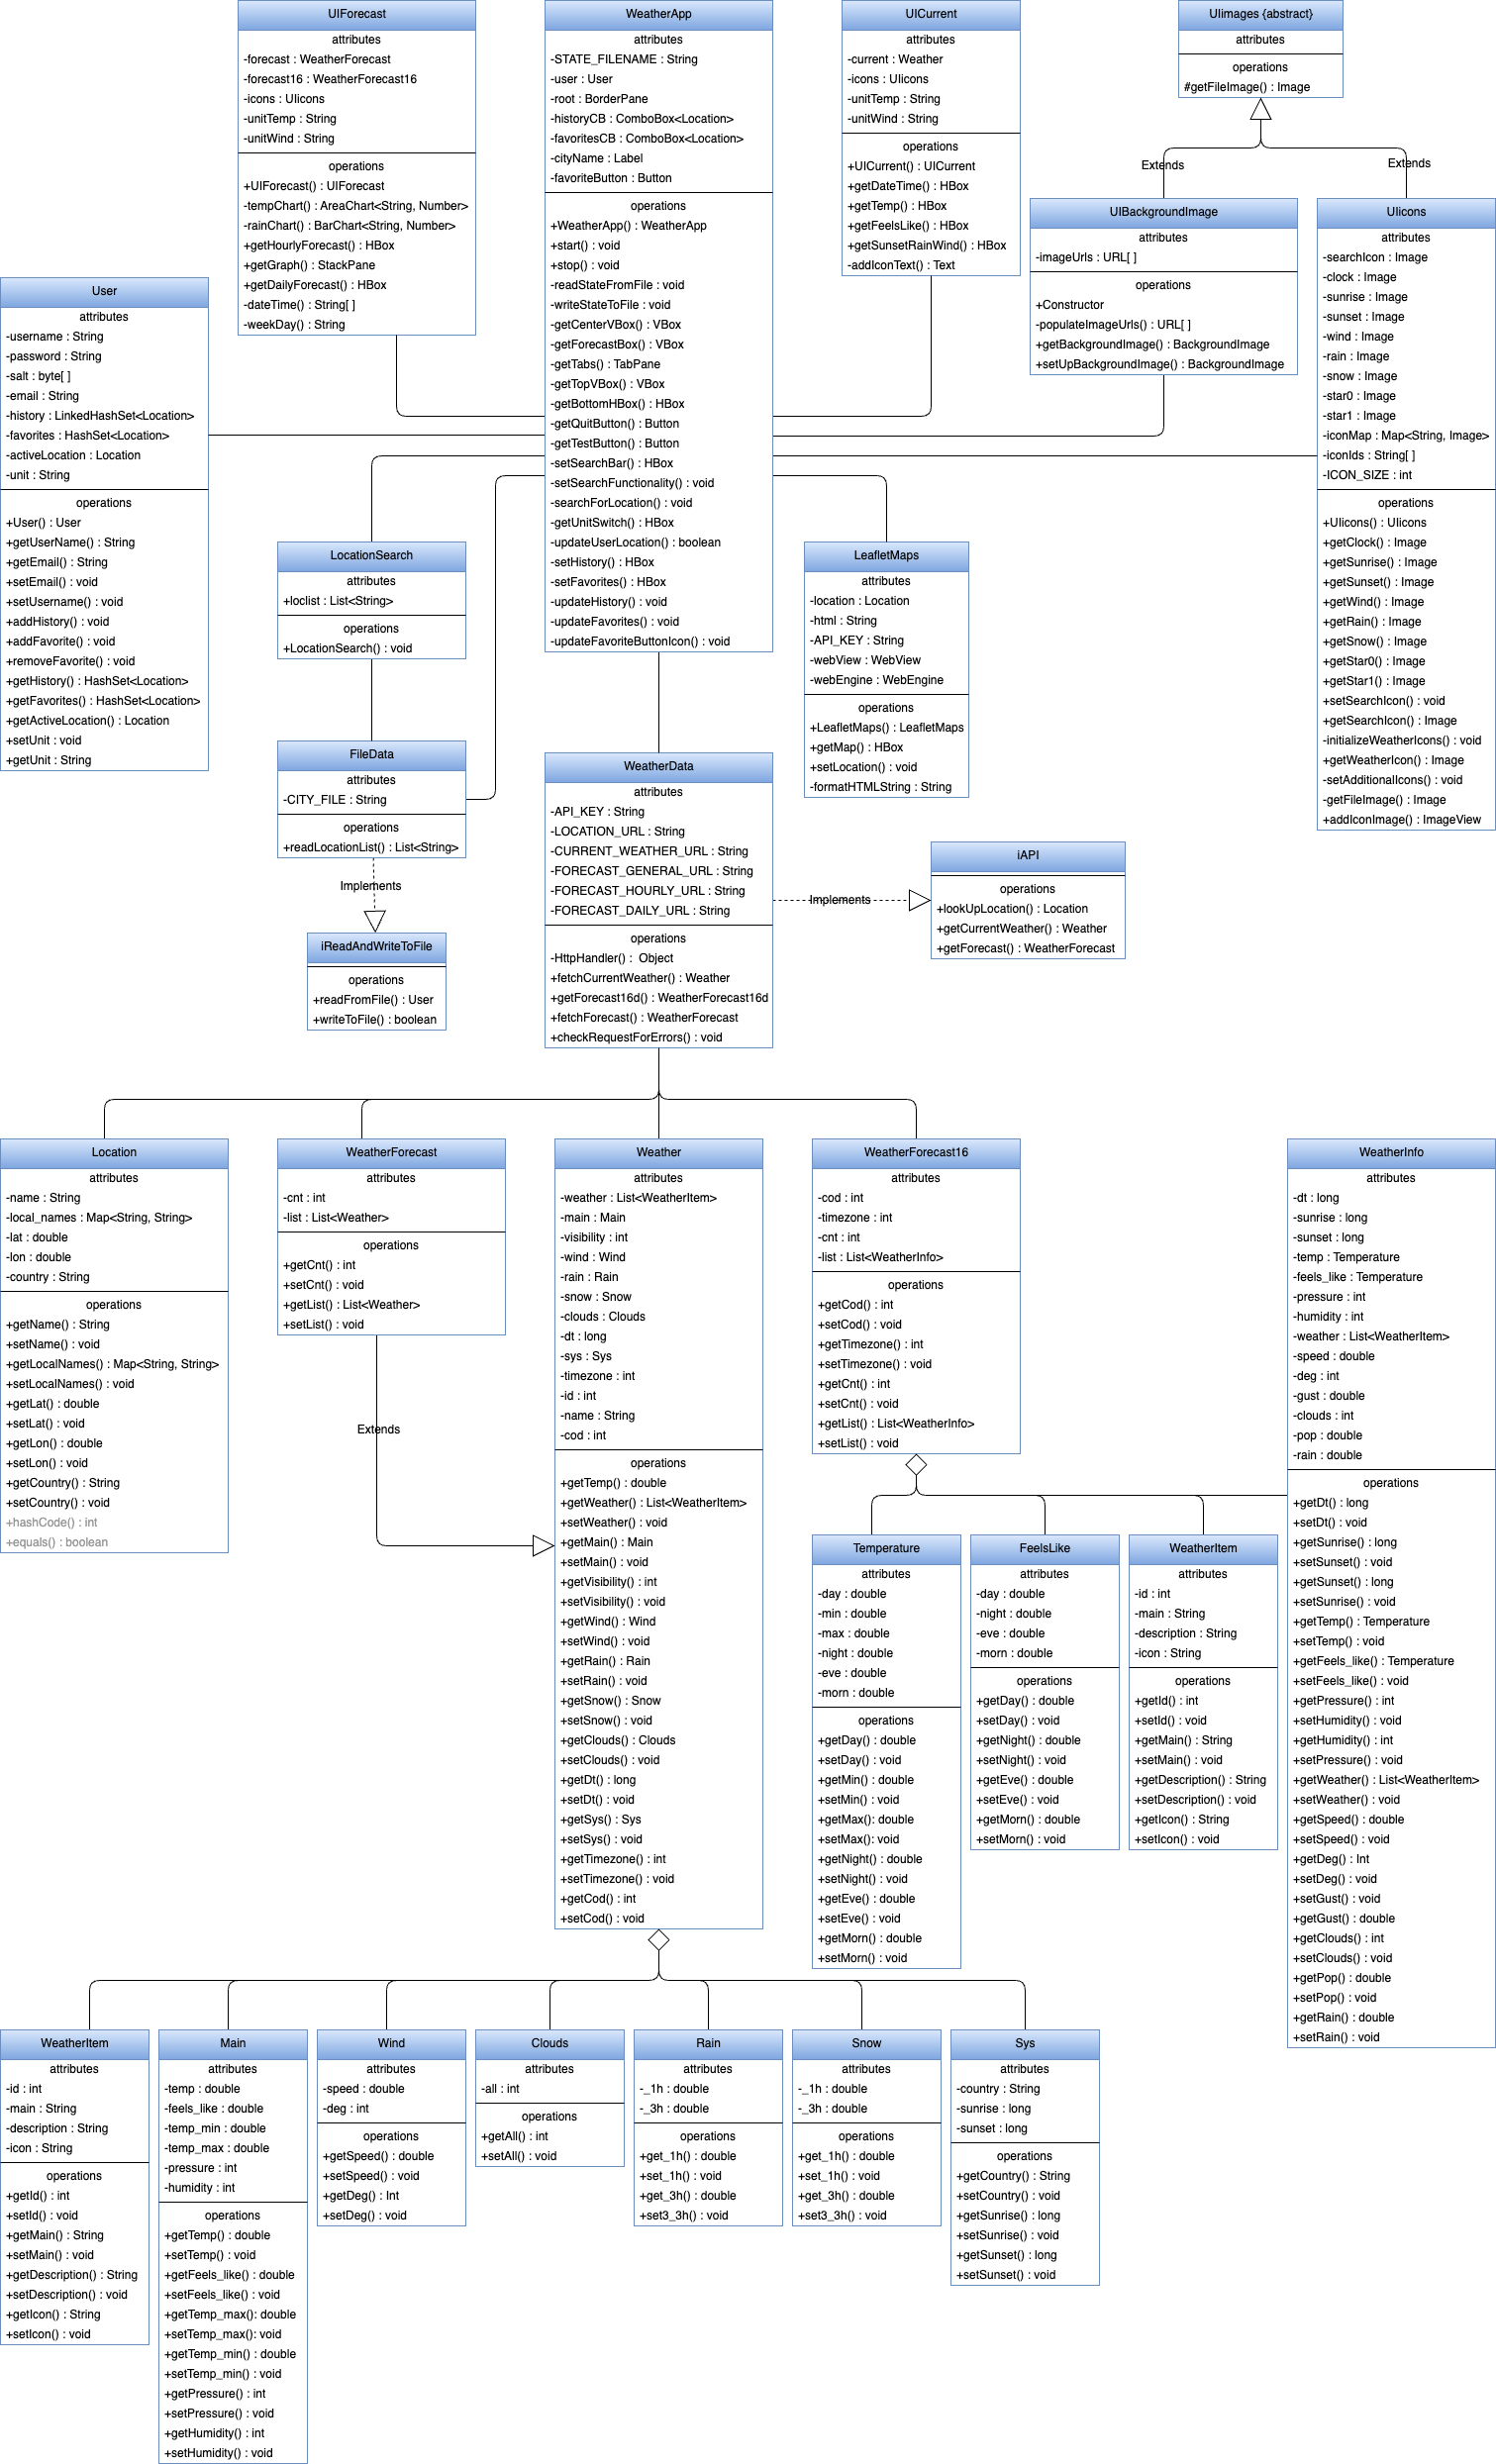 UIForecast
attributes
-forecast : WeatherForecast
-forecast16 : WeatherForecast16
-icons : UIicons
-unitTemp : String
-unitWind : String
operations
+UIForecast() : UIForecast
-tempChart() : AreaChart<String, Number>
-rainChart() : BarChart<String, Number>
+getHourlyForecast() : HBox
+getGraph() : StackPane
+getDailyForecast() : HBox
-dateTime() : String[ ]
-weekDay() : String
WeatherApp
attributes
-STATE_FILENAME : String
-user : User
-root : BorderPane
-historyCB : ComboBox<Location>
-favoritesCB : ComboBox<Location>
-cityName : Label
-favoriteButton : Button
operations
+WeatherApp() : WeatherApp
+start() : void
+stop() : void
-readStateFromFile : void
-writeStateToFile : void
-getCenterVBox() : VBox
-getForecastBox() : VBox
-getTabs() : TabPane
-getTopVBox() : VBox
-getBottomHBox() : HBox
-getQuitButton() : Button
-getTestButton() : Button
-setSearchBar() : HBox
-setSearchFunctionality() : void
-searchForLocation() : void
-getUnitSwitch() : HBox
-updateUserLocation() : boolean
-setHistory() : HBox
-setFavorites() : HBox
-updateHistory() : void
-updateFavorites() : void
-updateFavoriteButtonIcon() : void
UICurrent
attributes
-current : Weather
-icons : UIicons
-unitTemp : String
-unitWind : String
operations
+UICurrent() : UICurrent
+getDateTime() : HBox
+getTemp() : HBox
+getFeelsLike() : HBox
+getSunsetRainWind() : HBox
-addIconText() : Text
UIimages {abstract}
attributes
operations
#getFileImage() : Image
Extends
Extends
UIBackgroundImage
attributes
-imageUrls : URL[ ]
operations
+Constructor
-populateImageUrls() : URL[ ]
+getBackgroundImage() : BackgroundImage
+setUpBackgroundImage() : BackgroundImage
UIicons
attributes
-searchIcon : Image
-clock : Image
-sunrise : Image
-sunset : Image
-wind : Image
-rain : Image
-snow : Image
-star0 : Image
-star1 : Image
-iconMap : Map<String, Image>
-iconIds : String[ ]
-ICON_SIZE : int
operations
+UIicons() : UIicons
+getClock() : Image
+getSunrise() : Image
+getSunset() : Image
+getWind() : Image
+getRain() : Image
+getSnow() : Image
+getStar0() : Image
+getStar1() : Image
+setSearchIcon() : void
+getSearchIcon() : Image
-initializeWeatherIcons() : void
+getWeatherIcon() : Image
-setAdditionalIcons() : void
-getFileImage() : Image
+addIconImage() : ImageView
User
attributes
-username : String
-password : String
-salt : byte[ ]
-email : String
-history : LinkedHashSet<Location>
-favorites : HashSet<Location>
-activeLocation : Location
-unit : String
operations
+User() : User
+getUserName() : String
+getEmail() : String
+setEmail() : void
+setUsername() : void
+addHistory() : void
+addFavorite() : void
+removeFavorite() : void
+getHistory() : HashSet<Location>
+getFavorites() : HashSet<Location>
+getActiveLocation() : Location
+setUnit : void
+getUnit : String
LocationSearch
attributes
+loclist : List<String>
operations
+LocationSearch() : void
LeafletMaps
attributes
-location : Location
-html : String
-API_KEY : String
-webView : WebView
-webEngine : WebEngine
operations
+LeafletMaps() : LeafletMaps
+getMap() : HBox
+setLocation() : void
-formatHTMLString : String
FileData
attributes
-CITY_FILE : String
operations
+readLocationList() : List<String>
Implements
iReadAndWriteToFile
operations
+readFromFile() : User
+writeToFile() : boolean
WeatherData
attributes
-API_KEY : String
-LOCATION_URL : String
-CURRENT_WEATHER_URL : String
-FORECAST_GENERAL_URL : String
-FORECAST_HOURLY_URL : String
-FORECAST_DAILY_URL : String
operations
-HttpHandler() : Object
+fetchCurrentWeather() : Weather
+getForecast16d() : WeatherForecast16d
+fetchForecast() : WeatherForecast
+checkRequestForErrors() : void
Implements
iAPI
operations
+lookUpLocation() : Location
+getCurrentWeather() : Weather
+getForecast() : WeatherForecast
Location
attributes
-name : String
-local_names : Map<String, String>
-lat : double
-lon : double
-country : String
operations
+getName() : String
+setName() : void
+getLocalNames() : Map<String, String>
+setLocalNames() : void
+getLat() : double
+setLat() : void
+getLon() : double
+setLon() : void
+getCountry() : String
+setCountry() : void
+hashCode() : int
+equals() : boolean
WeatherForecast
attributes
-cnt : int
-list : List<Weather>
operations
+getCnt() : int
+setCnt() : void
+getList() : List<Weather>
+setList() : void
Extends
Weather
attributes
-weather : List<WeatherItem>
-main : Main
-visibility : int
-wind : Wind
-rain : Rain
-snow : Snow
-clouds : Clouds
-dt : long
-sys : Sys
-timezone : int
-id : int
-name : String
-cod : int
operations
+getTemp() : double
+getWeather() : List<WeatherItem>
+setWeather() : void
+getMain() : Main
+setMain() : void
+getVisibility() : int
+setVisibility() : void
+getWind() : Wind
+setWind() : void
+getRain() : Rain
+setRain() : void
+getSnow() : Snow
+setSnow() : void
+getClouds() : Clouds
+setClouds() : void
+getDt() : long
+setDt() : void
+getSys() : Sys
+setSys() : void
+getTimezone() : int
+setTimezone() : void
+getCod() : int
+setCod() : void
WeatherForecast16
attributes
-cod : int
-timezone : int
-cnt : int
-list : List<WeatherInfo>
operations
+getCod() : int
+setCod() : void
+getTimezone() : int
+setTimezone() : void
+getCnt() : int
+setCnt() : void
+getList() : List<WeatherInfo>
+setList() : void
WeatherInfo
attributes
-dt : long
-sunrise : long
-sunset : long
-temp : Temperature
-feels_like : Temperature
-pressure : int
-humidity : int
-weather : List<WeatherItem>
-speed : double
-deg : int
-gust : double
-clouds : int
-pop : double
-rain : double
operations
+getDt() : long
+setDt() : void
+getSunrise() : long
+setSunset() : void
+getSunset() : long
+setSunrise() : void
+getTemp() : Temperature
+setTemp() : void
+getFeels_like() : Temperature
+setFeels_like() : void
+getPressure() : int
+setHumidity() : void
+getHumidity() : int
+setPressure() : void
+getWeather() : List<WeatherItem>
+setWeather() : void
+getSpeed() : double
+setSpeed() : void
+getDeg() : Int
+setDeg() : void
+setGust() : void
+getGust() : double
+getClouds() : int
+setClouds() : void
+getPop() : double
+setPop() : void
+getRain() : double
+setRain() : void
Temperature
attributes
-day : double
-min : double
-max : double
-night : double
-eve : double
-morn : double
operations
+getDay() : double
+setDay() : void
+getMin() : double
+setMin() : void
+getMax(): double
+setMax(): void
+getNight() : double
+setNight() : void
+getEve() : double
+setEve() : void
+getMorn() : double
+setMorn() : void
FeelsLike
attributes
-day : double
-night : double
-eve : double
-morn : double
operations
+getDay() : double
+setDay() : void
+getNight() : double
+setNight() : void
+getEve() : double
+setEve() : void
+getMorn() : double
+setMorn() : void
WeatherItem
attributes
-id : int
-main : String
-description : String
-icon : String
operations
+getId() : int
+setId() : void
+getMain() : String
+setMain() : void
+getDescription() : String
+setDescription() : void
+getIcon() : String
+setIcon() : void
WeatherItem
attributes
-id : int
-main : String
-description : String
-icon : String
operations
+getId() : int
+setId() : void
+getMain() : String
+setMain() : void
+getDescription() : String
+setDescription() : void
+getIcon() : String
+setIcon() : void
Main
attributes
-temp : double
-feels_like : double
-temp_min : double
-temp_max : double
-pressure : int
-humidity : int
operations
+getTemp() : double
+setTemp() : void
+getFeels_like() : double
+setFeels_like() : void
+getTemp_max(): double
+setTemp_max(): void
+getTemp_min() : double
+setTemp_min() : void
+getPressure() : int
+setPressure() : void
+getHumidity() : int
+setHumidity() : void
Wind
attributes
-speed : double
-deg : int
operations
+getSpeed() : double
+setSpeed() : void
+getDeg() : Int
+setDeg() : void
Clouds
attributes
-all : int
operations
+getAll() : int
+setAll() : void
Rain
attributes
-_1h : double
-_3h : double
operations
+get_1h() : double
+set_1h() : void
+get_3h() : double
+set3_3h() : void
Snow
attributes
-_1h : double
-_3h : double
operations
+get_1h() : double
+set_1h() : void
+get_3h() : double
+set3_3h() : void
Sys
attributes
-country : String
-sunrise : long
-sunset : long
operations
+getCountry() : String
+setCountry() : void
+getSunrise() : long
+setSunrise() : void
+getSunset() : long
+setSunset() : void